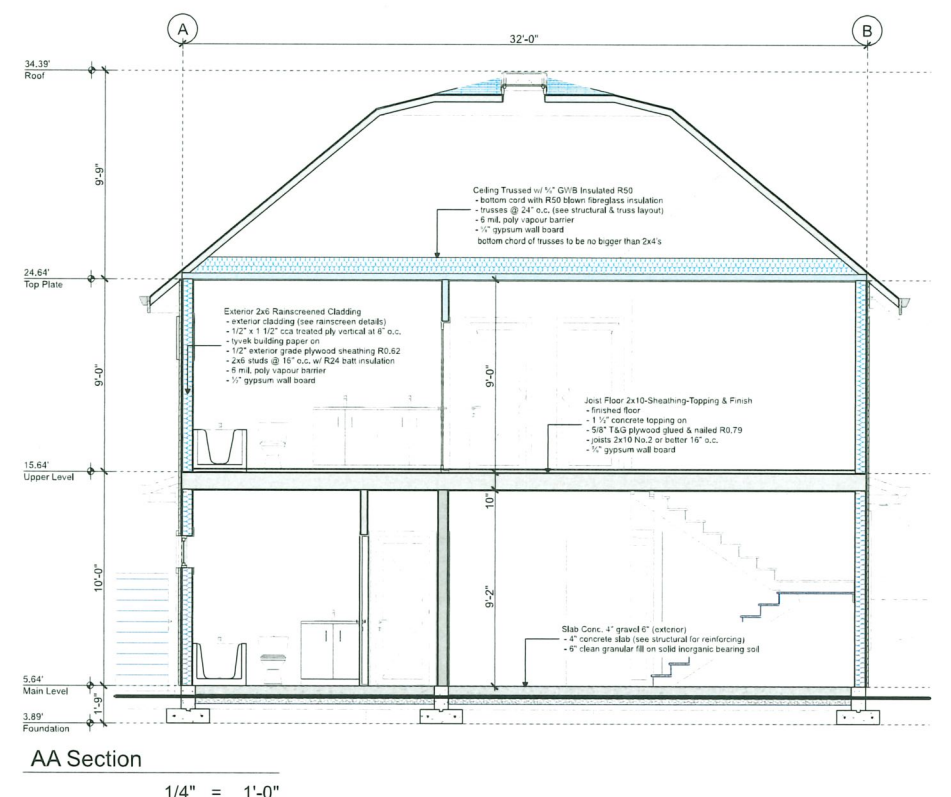 A
B
32'-0"
34,39'
Roof
9'-9"
Ceiling Trussed w/ ⅝" GWB Insulated R50
- bottom cord with R50 blown fibreglass insulation
- trusses @ 24" o.c. (see structural & truss layout)
- 6 mil. poly vapour barrier
gypsum wall board
bottom chord of trusses to be no bigger than 2x4's
24,64'
Top Plate
Exterior 2x6 Rainscreened Cladding
- exterior cladding (see rainscreen details)
- 1/2" x 1 1/2" cca treated ply vertical at 6" o.c.
- tyvek building paper on
- 1/2" exterior grade plywood sheathing R0.62
- 2x6 studs @ 16" o.c. w/ R24 batt insulation
- 6 mil. poly vapour barrier
- ½" gypsum wall board
9'-0"
9'-0"
Joist Floor 2x10-Sheathing-Topping & Finish
- finished floor
- 1 ½" concrete topping on
- 5/8" T&G plywood glued & nailed R0.79
- joists 2x10 No.2 or better 16" o.c.
gypsum wall board
15,64'
Upper Level
10"
10'-0"
9'-2"
Slab Conc. 4" gravel 6" (exterior)
- 4" concrete slab (see structural for reinforcing)
- 6" clean granular fill on solid inorganic bearing soil
5,64'
Main Level
1'-9"
3,89'
Foundation
AA Section
1/4" = 1'-0"